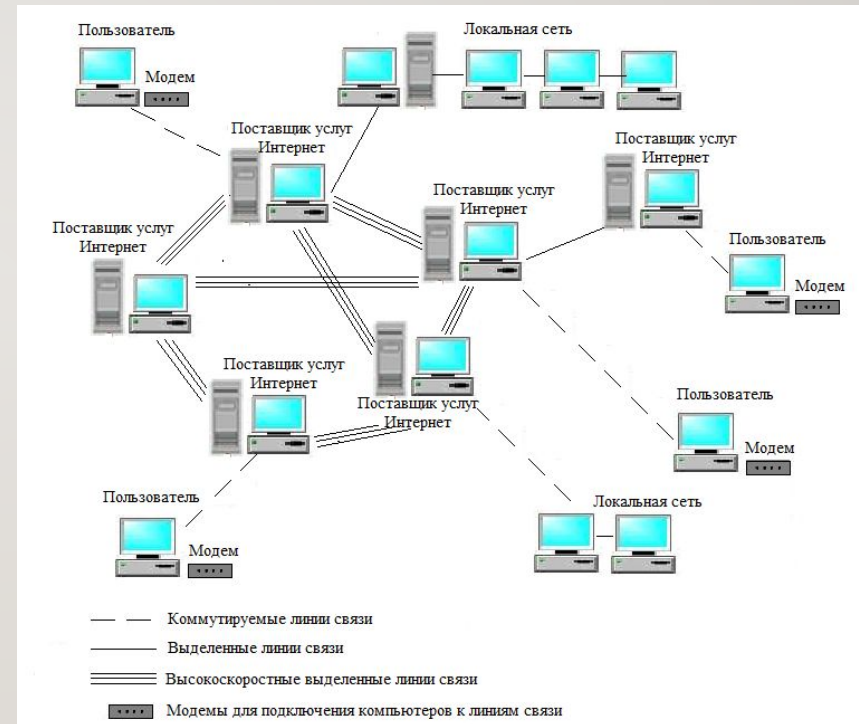 Пользователь
Модем
Локальная сеть
Поставщик услуг
Интернет
Поставщик услуг
Интернет
Поставщик услуг
Интернет
Поставщик услуг
Интернет
Пользователь
Модем
Поставщик услуг
Интернет
Поставщик услуг
Интернет
Пользователь
Модем
Пользователь
Модем
Локальная сеть
Коммутируемые линии связи
Выделенные линии связи
Высокоскоростные выделенные линии связи
Модемы для подключения компьютеров к линиям связи